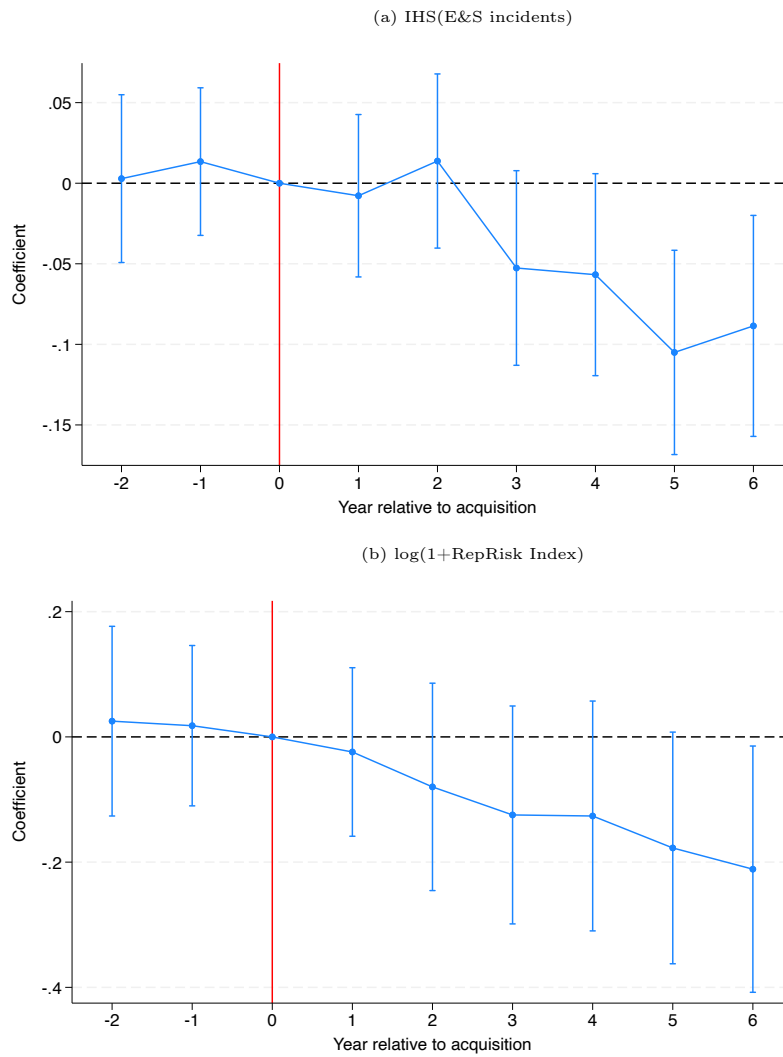 (a) IHS(E&S incidents)
.05
0
-.05
-.1
-.15
Coefficient
-2 -1 0 1 2 3 4 5 6
Year relative to acquisition
(b) log(1+RepRisk Index)
.2
0
-.2
-.4
Coefficient
-2 -1 0 1 2 3 4 5 6
Year relative to acquisition